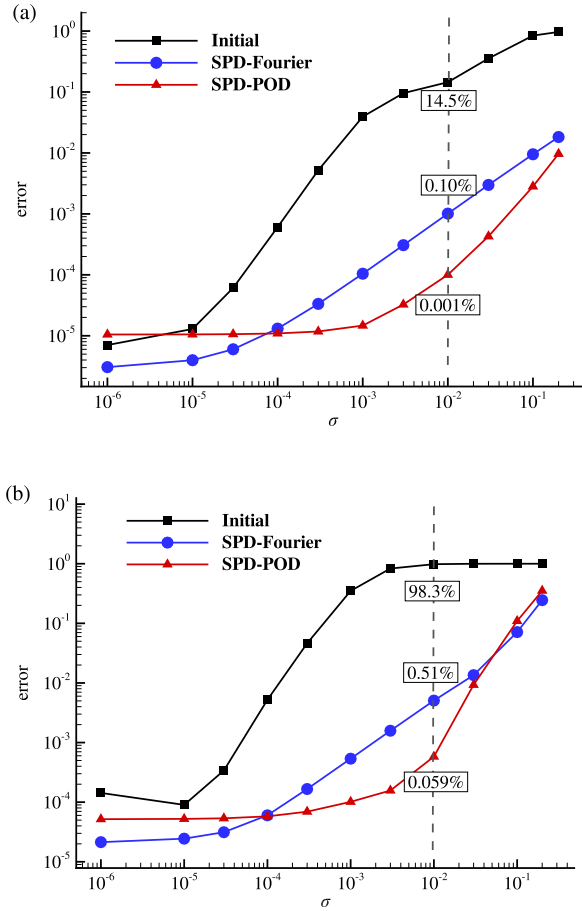 (a)
10^0
10^-1
10^-2
10^-3
10^-4
10^-5
error
Initial
SPD-Fourier
SPD-POD
14.5%
0.10%
0.001%
10^-6 10^-5 10^-4 10^-3 10^-2 10^-1
σ
(b)
10^1
10^0
10^-1
10^-2
10^-3
10^-4
10^-5
error
Initial
SPD-Fourier
SPD-POD
98.3%
0.51%
0.059%
10^-6 10^-5 10^-4 10^-3 10^-2 10^-1
σ